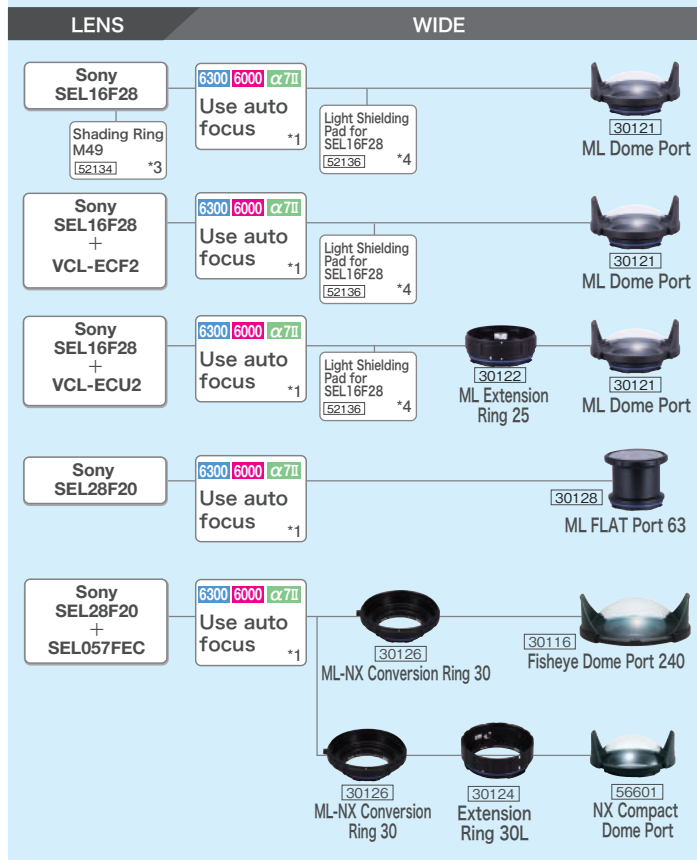 LENS
WIDE
Sony
SEL16F28
6300 6000 α7II
Use auto
focus
*1
Shading Ring
M49
52134 *3
Light Shielding
Pad for
SEL16F28
52136 *4
30121
ML Dome Port
Sony
SEL16F28
+
VCL-ECF2
6300 6000 α7II
Use auto
focus
*1
Light Shielding
Pad for
SEL16F28
52136 *4
30121
ML Dome Port
Sony
SEL16F28
+
VCL-ECU2
6300 6000 α7II
Use auto
focus
*1
Light Shielding
Pad for
SEL16F28
52136 *4
30122
ML Extension
Ring 25
30121
ML Dome Port
Sony
SEL28F20
6300 6000 α7II
Use auto
focus
*1
30128
ML FLAT Port 63
Sony
SEL28F20
+
SEL057FEC
6300 6000 α7II
Use auto
focus
*1
30126
ML-NX Conversion Ring 30
30116
Fisheye Dome Port 240
30126
ML-NX Conversion
Ring 30
30124
Extension
Ring 30L
56601
NX Compact
Dome Port